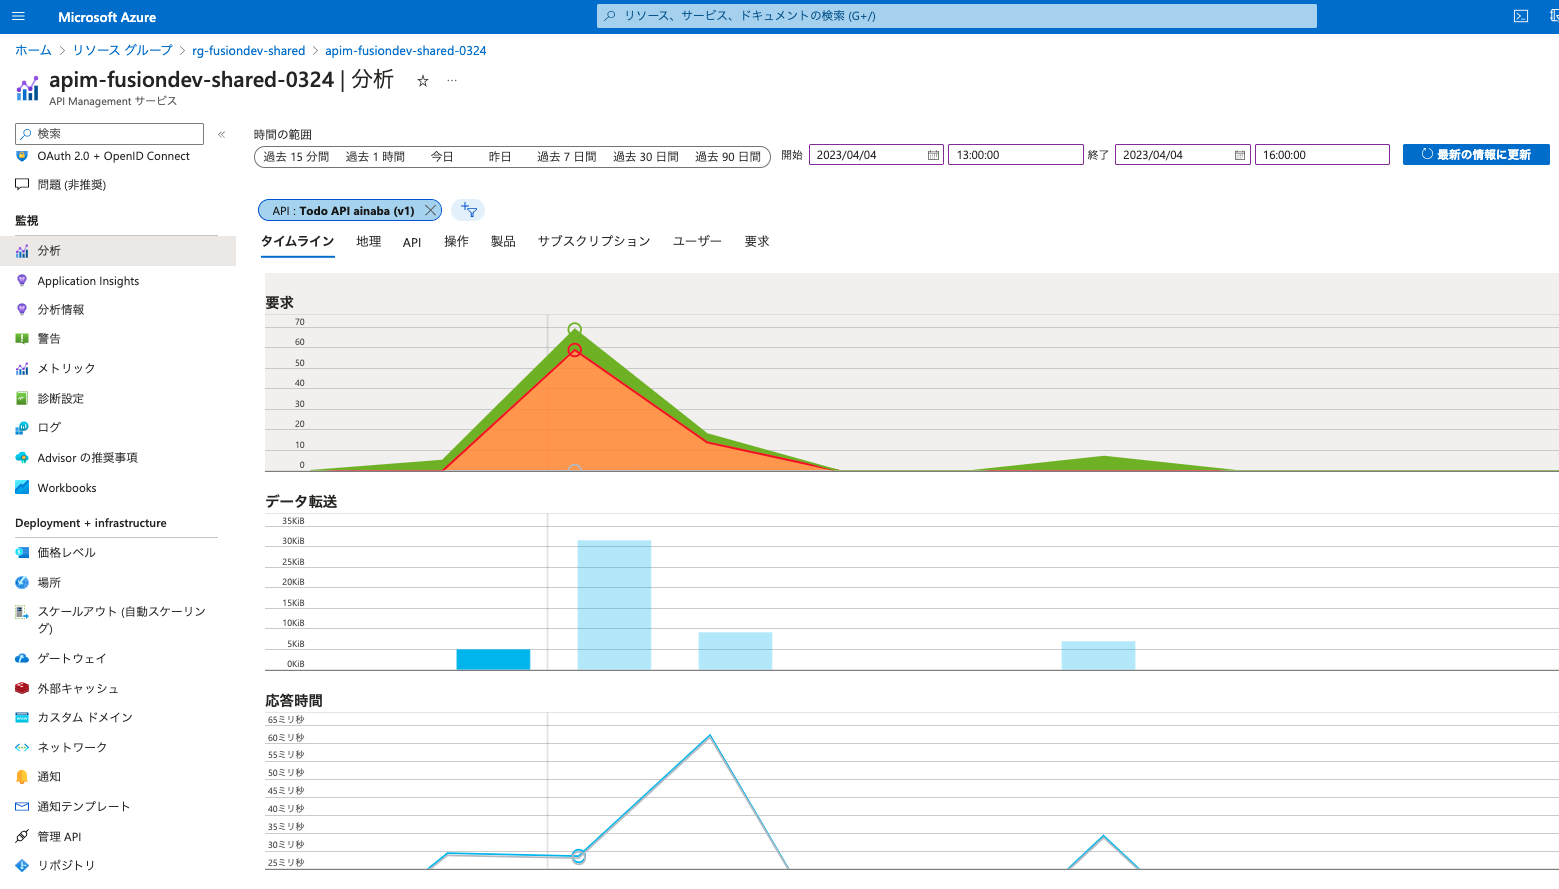 Microsoft Azure
リソース、サービス、ドキュメントの検索 (G+/)
ホーム > リソース グループ > rg-fusiondev-shared > apim-fusiondev-shared-0324
apim-fusiondev-shared-0324 | 分析 ☆ ···
API Management サービス
検索
«
OAuth 2.0 + OpenID Connect
問題 (非推奨)
監視
分析
Application Insights
分析情報
警告
メトリック
診断設定
ログ
Advisor の推奨事項
Workbooks
Deployment + infrastructure
価格レベル
場所
スケールアウト (自動スケーリン
グ)
ゲートウェイ
外部キャッシュ
カスタム ドメイン
ネットワーク
通知
通知テンプレート
管理 API
リポジトリ
時間の範囲
過去 15 分間 過去 1 時間 今日 昨日 過去 7 日間 過去 30 日間 過去 90 日間
開始 2023/04/04 13:00:00 終了 2023/04/04 16:00:00
最新の情報に更新
API : Todo API ainaba (v1)
タイムライン 地理 API 操作 製品 サブスクリプション ユーザー 要求
要求
70
60
50
40
30
20
10
0
データ転送
35KiB
30KiB
25KiB
20KiB
15KiB
10KiB
5KiB
0KiB
応答時間
65ミリ秒
60ミリ秒
55ミリ秒
50ミリ秒
45ミリ秒
40ミリ秒
35ミリ秒
30ミリ秒
25ミリ秒